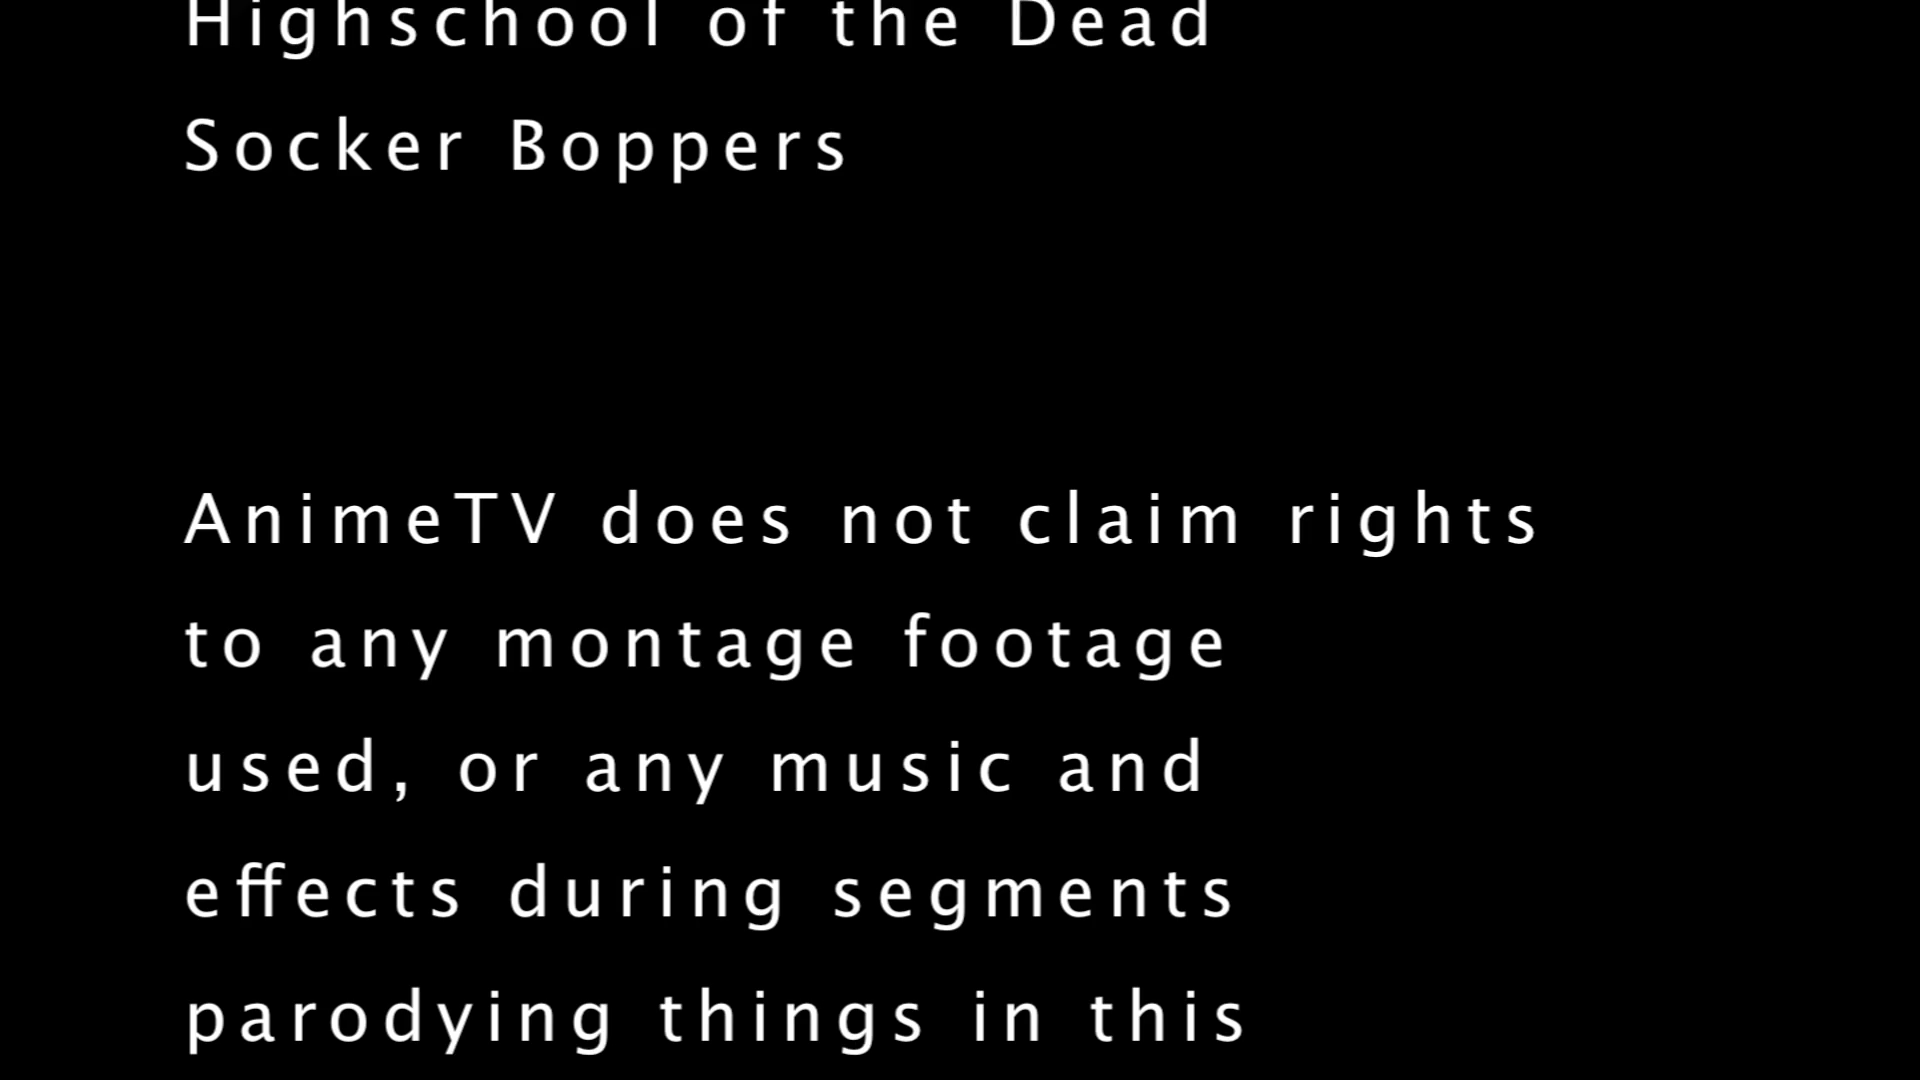 Highschool of the Dead
Socker Boppers
AnimeTV does not claim rights
to any montage footage
used, or any music and
effects during segments
parodying things in this